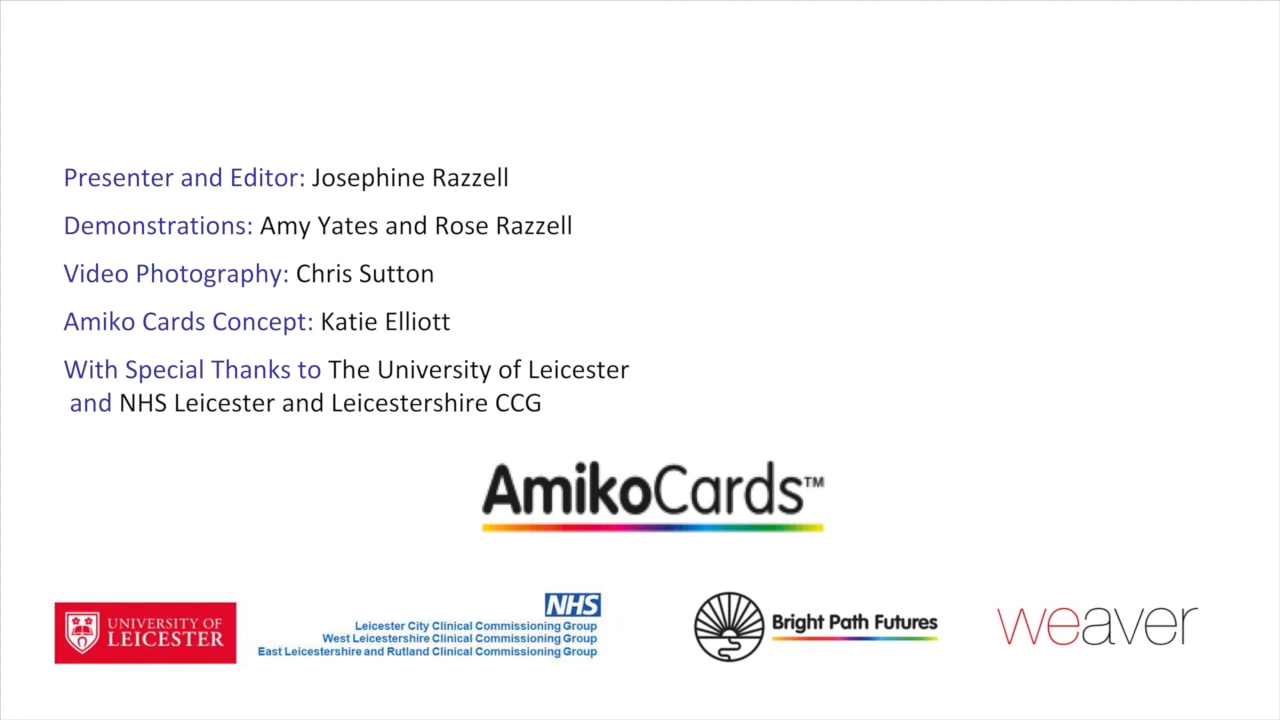 Presenter and Editor: Josephine Razzell
Demonstrations: Amy Yates and Rose Razzell
Video Photography: Chris Sutton
Amiko Cards Concept: Katie Elliott
With Special Thanks to The University of Leicester
and NHS Leicester and Leicestershire CCG
AmikoCards™
UNIVERSITY OF
LEICESTER
NHS
Leicester City Clinical Commissioning Group
West Leicestershire Clinical Commissioning Group
East Leicestershire and Rutland Clinical Commissioning Group
Bright Path Futures
weaver